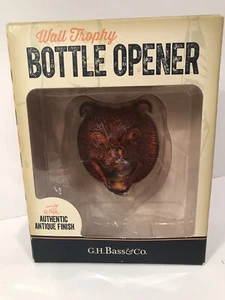 Wall Trophy
BOTTLE OPENER
with
AUTHENTIC
ANTIQUE FINISH
G.H.Bass&Co.